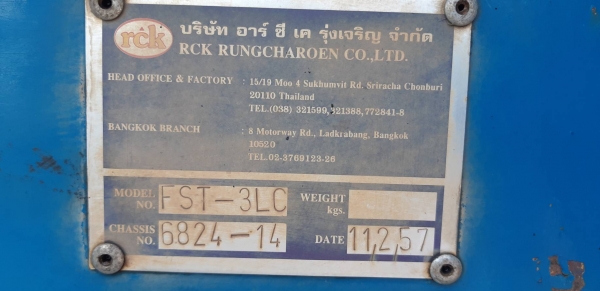 rck
บริษัท อาร์ ซี เค รุ่งเจริญ จำกัด
RCK RUNGCHAROEN CO.,LTD.
HEAD OFFICE & FACTORY : 15/19 Moo 4 Sukhumvit Rd. Sriracha Chonburi
20110 Thailand
TEL.(038) 321599,321388,772841-8
BANGKOK BRANCH : 8 Motorway Rd., Ladkrabang, Bangkok
10520
TEL.02-3769123-26
MODEL NO. FST-3LC WEIGHT kgs.
CHASSIS NO. 6824-14 DATE 11,2,57